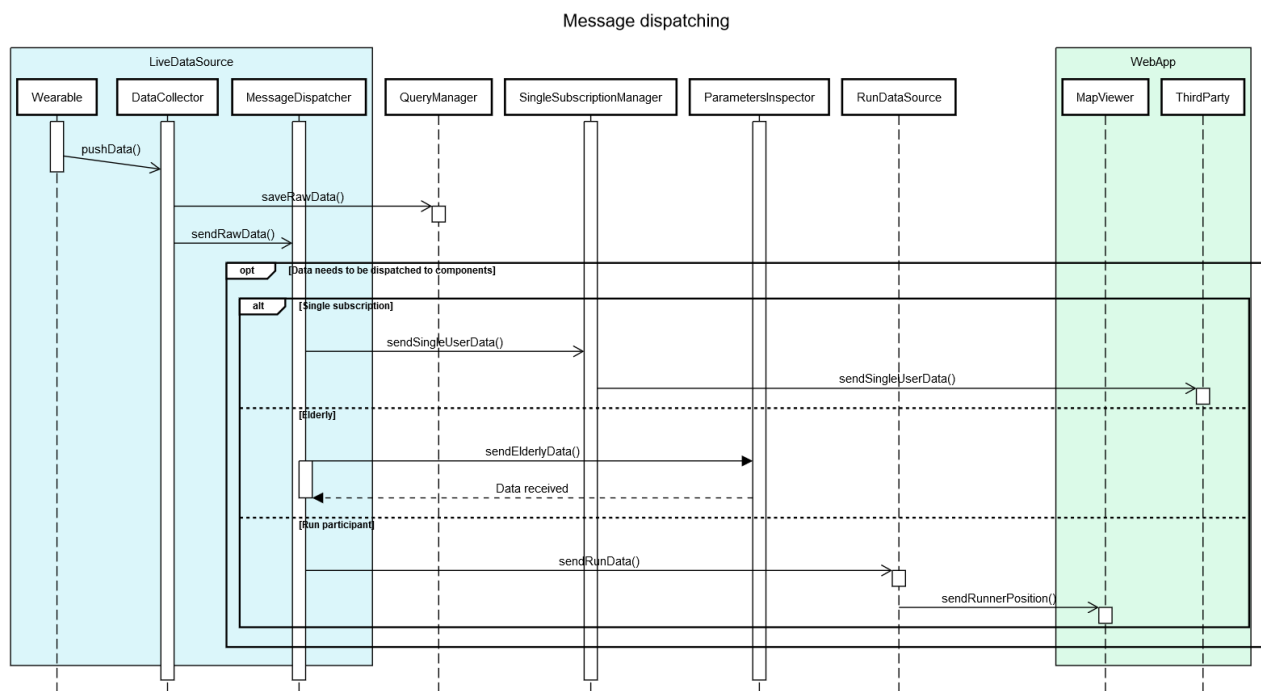 Message dispatching
LiveDataSource
WebApp
Wearable
DataCollector
MessageDispatcher
QueryManager
SingleSubscriptionManager
ParametersInspector
RunDataSource
MapViewer
ThirdParty
pushData()
saveRawData()
sendRawData()
opt
[Data needs to be dispatched to components]
alt
[Single subscription]
sendSingleUserData()
sendSingleUserData()
[Elderly]
sendElderlyData()
Data received
[Run participant]
sendRunData()
sendRunnerPosition()